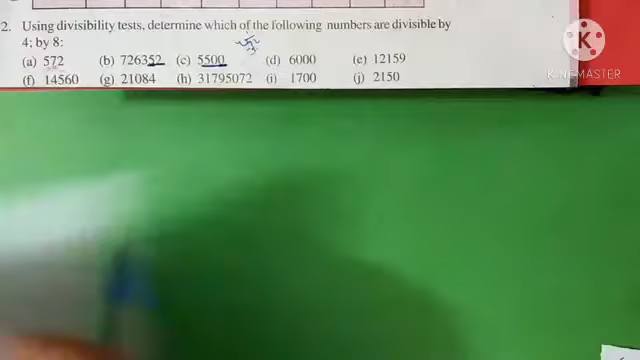 2. Using divisibility tests, determine which of the following numbers are divisible by
4; by 8:
(a) 572 (b) 726352 (c) 5500 (d) 6000 (e) 12159
(f) 14560 (g) 21084 (h) 31795072 (i) 1700 (j) 2150
K
KINEMASTER